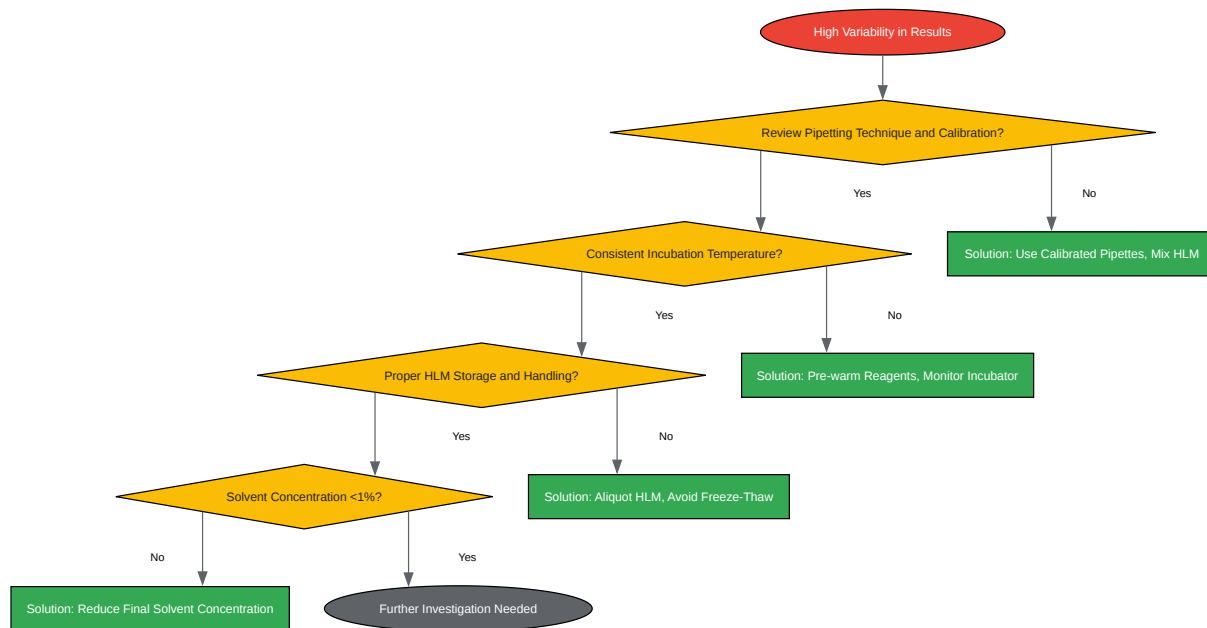 High Variability in Results
Review Pipetting Technique and Calibration?
Yes
No
Consistent Incubation Temperature?
Solution: Use Calibrated Pipettes, Mix HLM
Yes
No
Proper HLM Storage and Handling?
Solution: Pre-warm Reagents, Monitor Incubator
Yes
No
Solvent Concentration <1%?
Solution: Aliquot HLM, Avoid Freeze-Thaw
No
Yes
Solution: Reduce Final Solvent Concentration
Further Investigation Needed